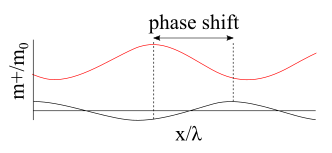 phase shift
m+/m₀
x/λ